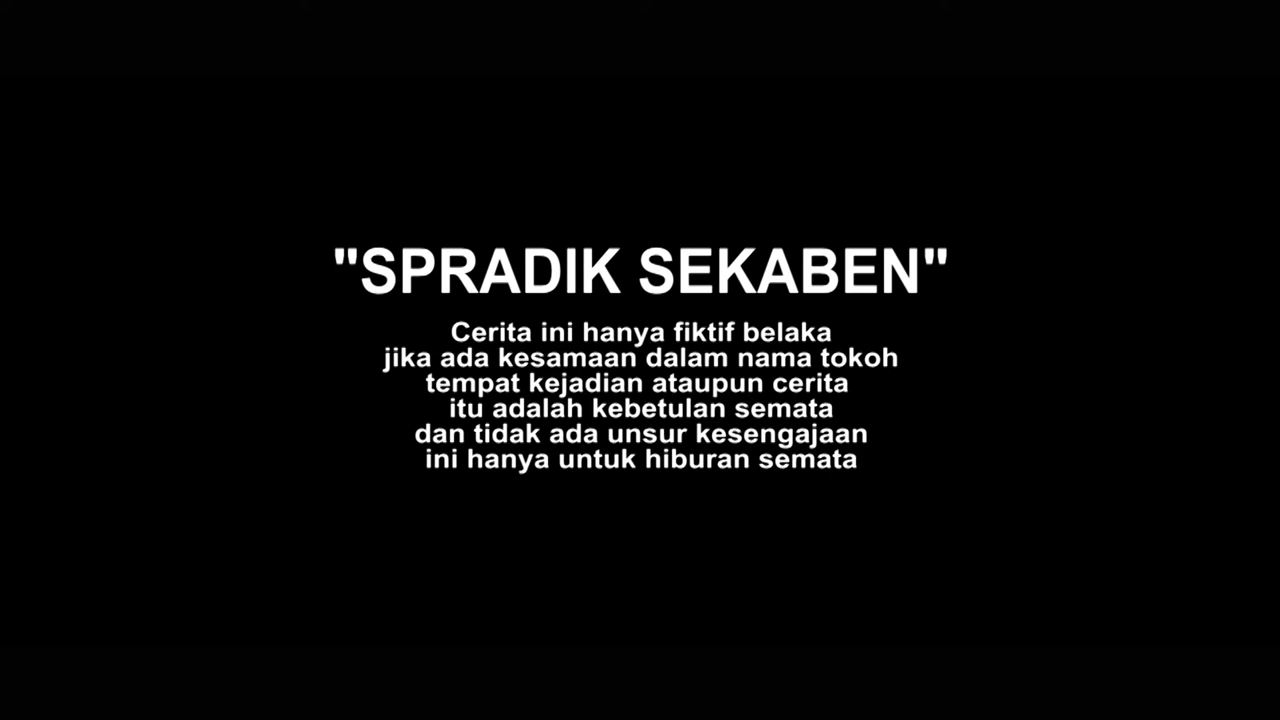 "SPRADIK SEKABEN"
Cerita ini hanya fiktif belaka
jika ada kesamaan dalam nama tokoh
tempat kejadian ataupun cerita
itu adalah kebetulan semata
dan tidak ada unsur kesengajaan
ini hanya untuk hiburan semata